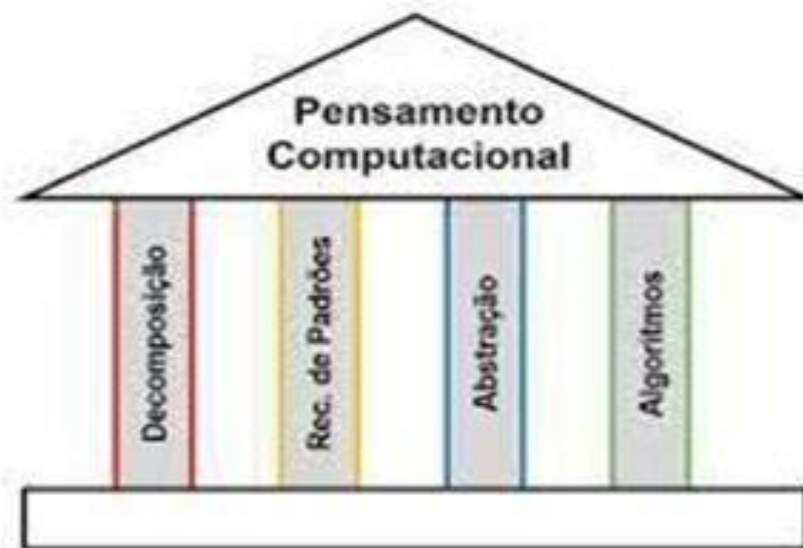 Pensamento
Computacional
Decomposição
Rec. de Padrões
Abstração
Algoritmos